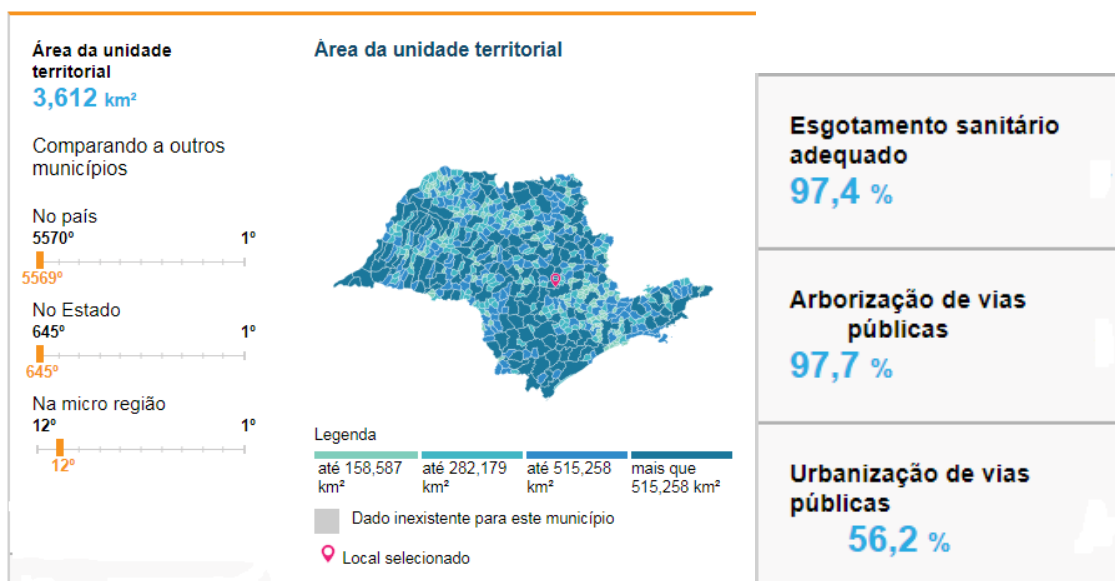 Área da unidade
territorial
3,612 km²
Comparando a outros
municípios
No país
5570º 1º
5569º
No Estado
645º 1º
645º
Na micro região
12º 1º
12º
Área da unidade territorial
Legenda
até 158,587
km²
até 282,179
km²
até 515,258
km²
mais que
515,258 km²
Dado inexistente para este município
Local selecionado
Esgotamento sanitário
adequado
97,4 %
Arborização de vias
públicas
97,7 %
Urbanização de vias
públicas
56,2 %